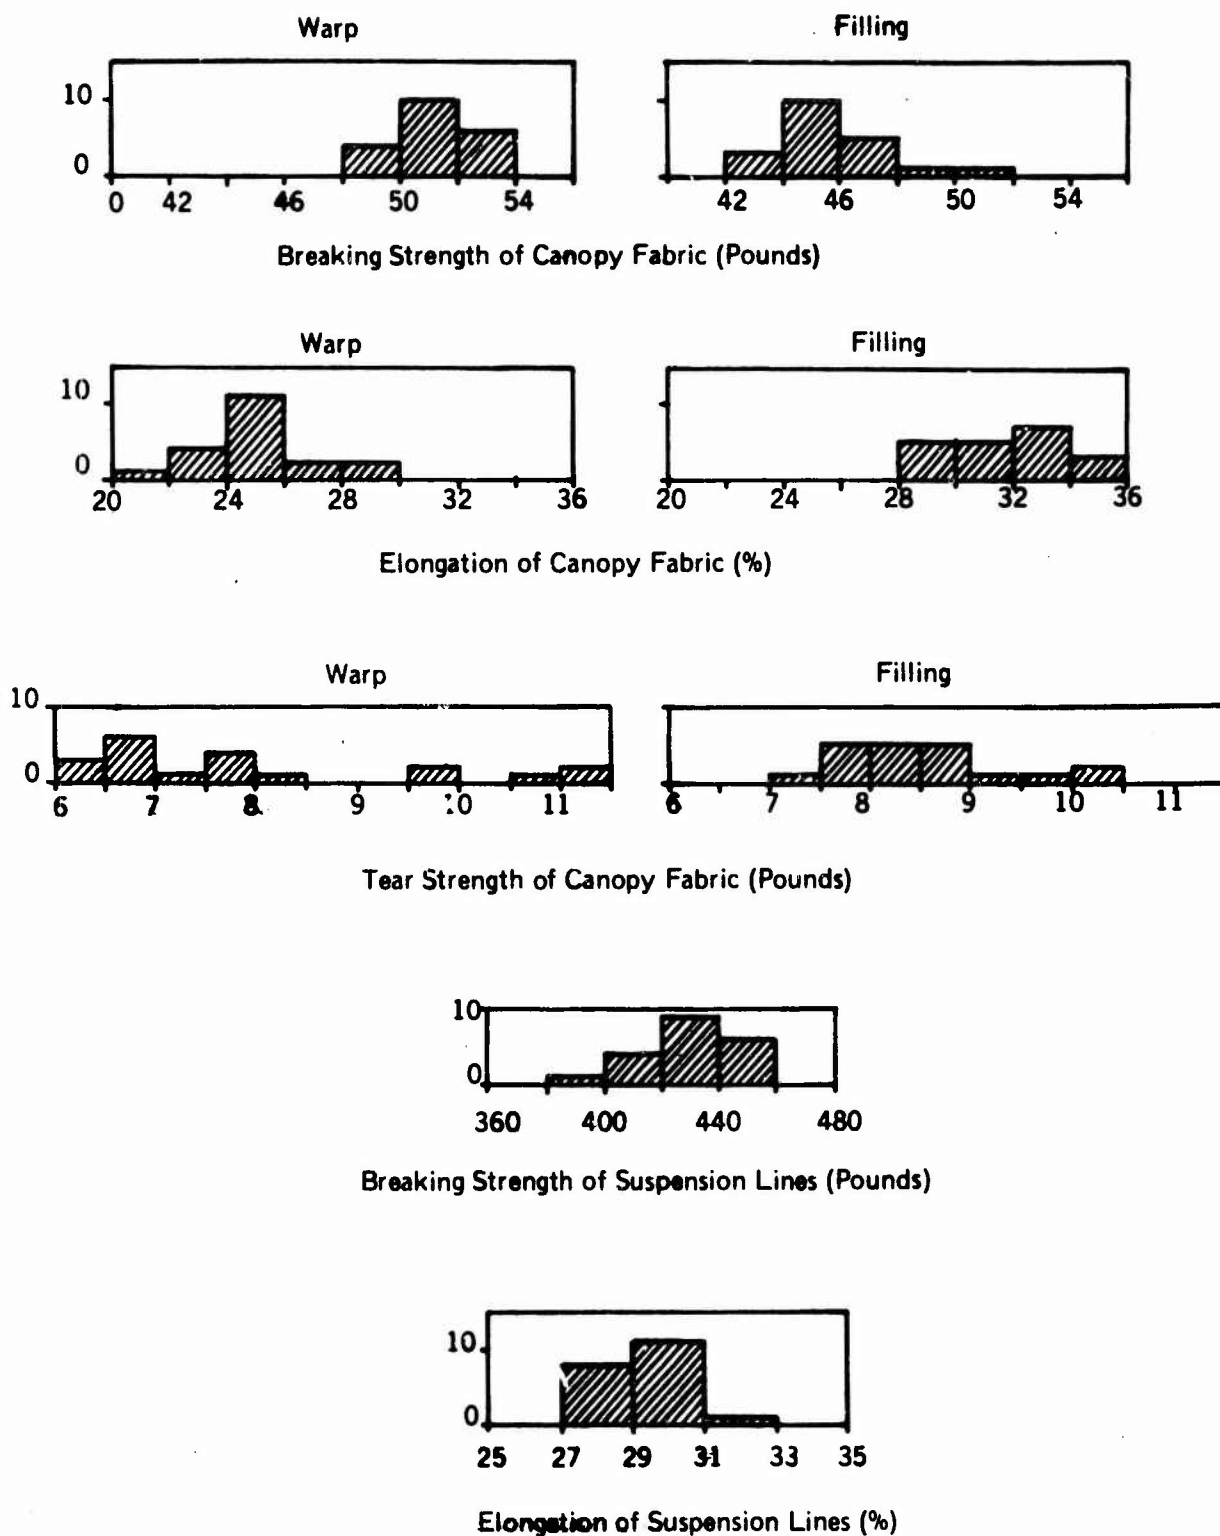 Warp Filling
10
0
0 42 46 50 54 42 46 50 54
Breaking Strength of Canopy Fabric (Pounds)
Warp Filling
10
0
20 24 28 32 36 20 24 28 32 36
Elongation of Canopy Fabric (%)
Warp Filling
10
0
6 7 8 9 10 11 6 7 8 9 10 11
Tear Strength of Canopy Fabric (Pounds)
10
0
360 400 440 480
Breaking Strength of Suspension Lines (Pounds)
10
0
25 27 29 31 33 35
Elongation of Suspension Lines (%)